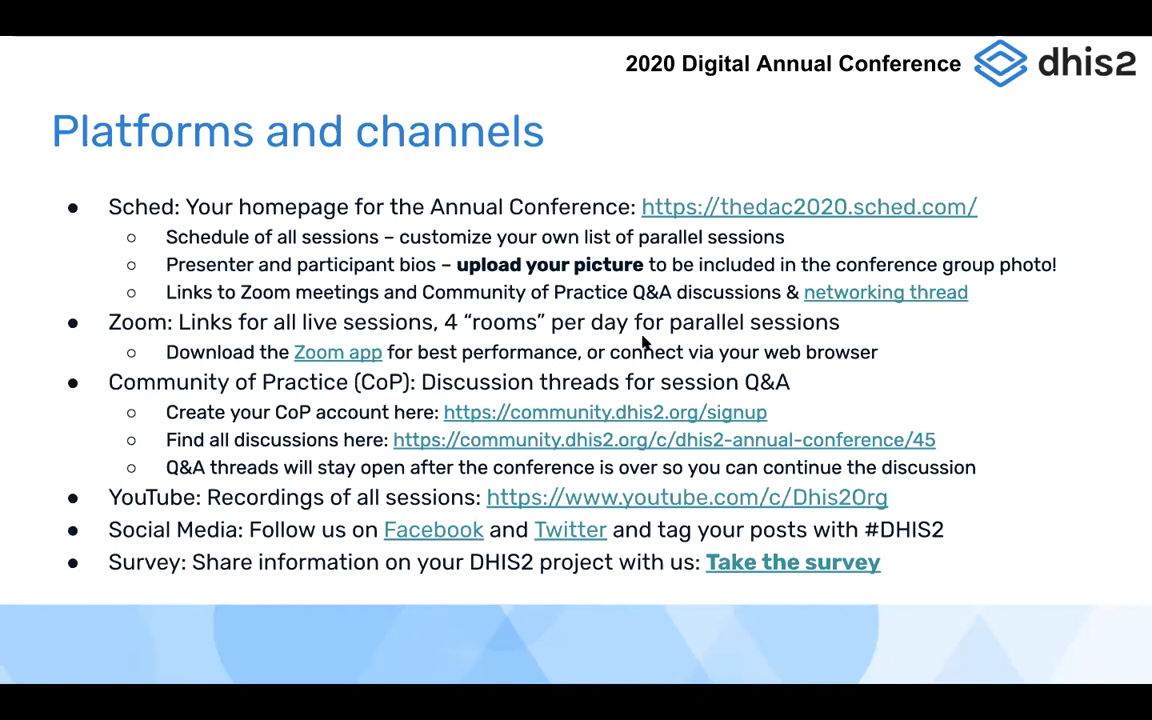 2020 Digital Annual Conference dhis2
Platforms and channels
● Sched: Your homepage for the Annual Conference: https://thedac2020.sched.com/
○ Schedule of all sessions – customize your own list of parallel sessions
○ Presenter and participant bios – upload your picture to be included in the conference group photo!
○ Links to Zoom meetings and Community of Practice Q&A discussions & networking thread
● Zoom: Links for all live sessions, 4 “rooms” per day for parallel sessions
○ Download the Zoom app for best performance, or connect via your web browser
● Community of Practice (CoP): Discussion threads for session Q&A
○ Create your CoP account here: https://community.dhis2.org/signup
○ Find all discussions here: https://community.dhis2.org/c/dhis2-annual-conference/45
○ Q&A threads will stay open after the conference is over so you can continue the discussion
● YouTube: Recordings of all sessions: https://www.youtube.com/c/Dhis2Org
● Social Media: Follow us on Facebook and Twitter and tag your posts with #DHIS2
● Survey: Share information on your DHIS2 project with us: Take the survey